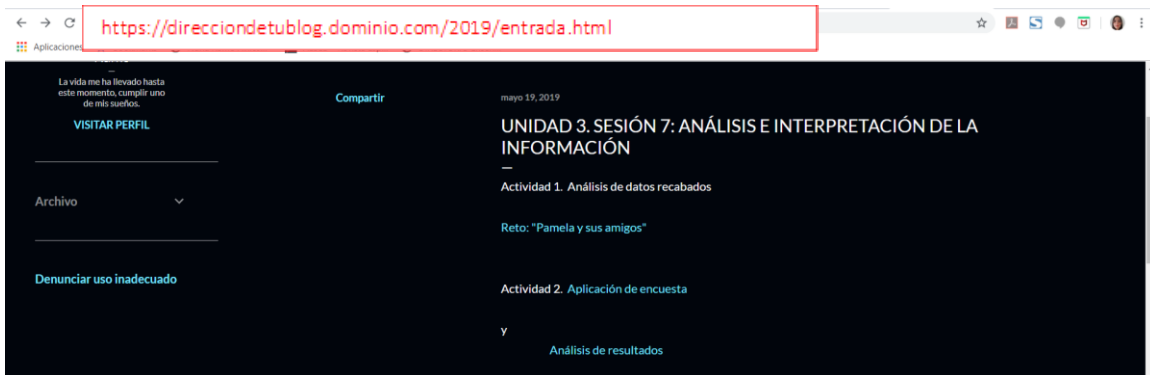 https://direcciondetublog.dominio.com/2019/entrada.html
Aplicaciones
La vida me ha llevado hasta
este momento, cumplir uno
de mis sueños.
VISITAR PERFIL
Archivo
Denunciar uso inadecuado
Compartir
mayo 19, 2019
UNIDAD 3. SESIÓN 7: ANÁLISIS E INTERPRETACIÓN DE LA
INFORMACIÓN
Actividad 1. Análisis de datos recabados
Reto: "Pamela y sus amigos"
Actividad 2. Aplicación de encuesta
y
Análisis de resultados